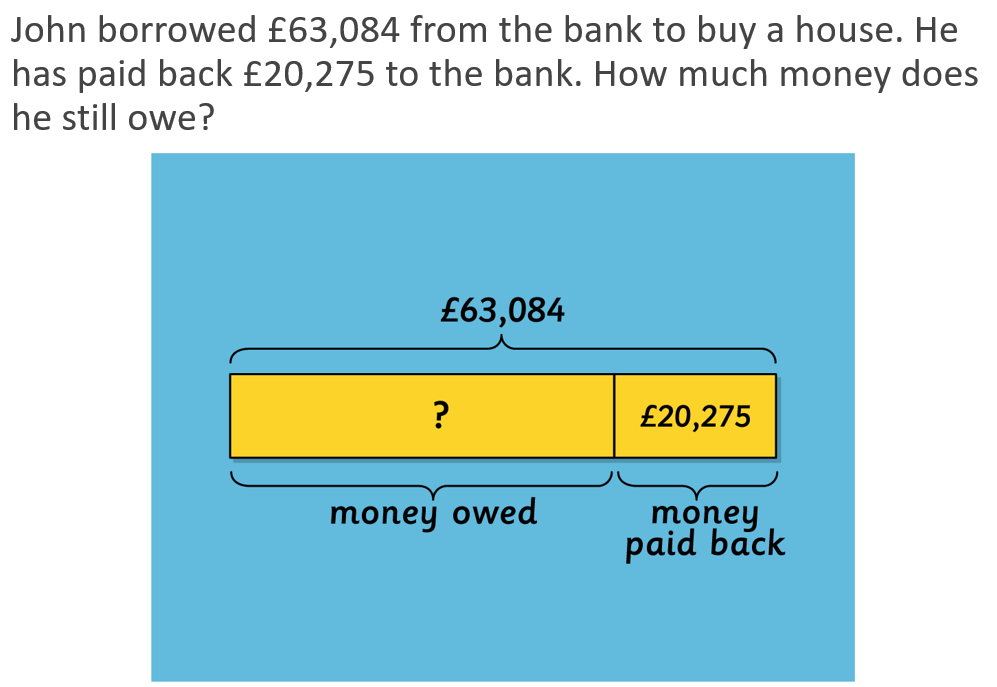 John borrowed £63,084 from the bank to buy a house. He
has paid back £20,275 to the bank. How much money does
he still owe?
£63,084
?
£20,275
money owed
money
paid back